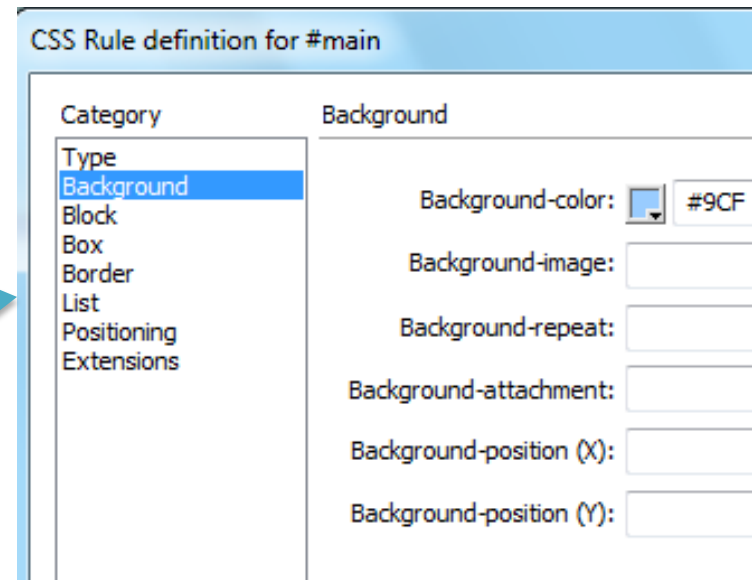 CSS Rule definition for #main
Category
Background
Type
Background
Block
Box
Border
List
Positioning
Extensions
Background-color: #9CF
Background-image:
Background-repeat:
Background-attachment:
Background-position (X):
Background-position (Y):